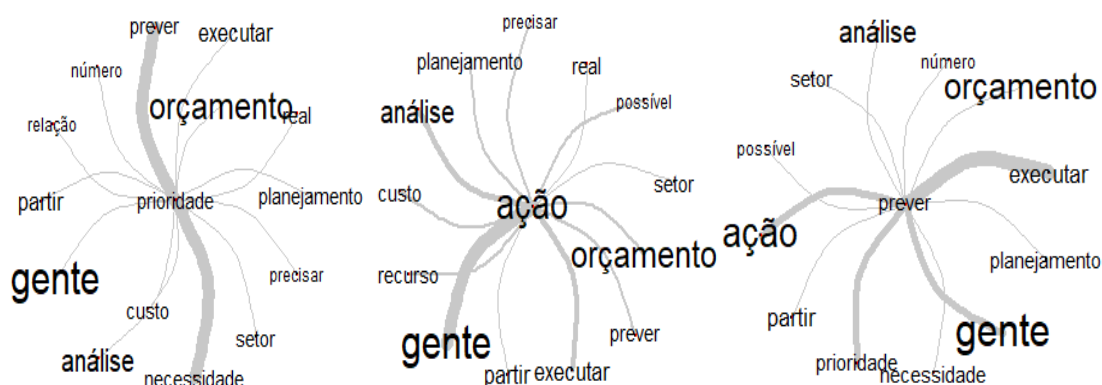 prever
executar
número
orçamento
real
relação
partir
prioridade
planejamento
gente
precisar
custo
setor
análise
necessidade
precisar
planejamento
real
análise
possível
custo
setor
ação
orçamento
recurso
gente
prever
partir
executar
análise
número
setor
orçamento
possível
executar
prever
ação
planejamento
partir
gente
prioridade
necessidade